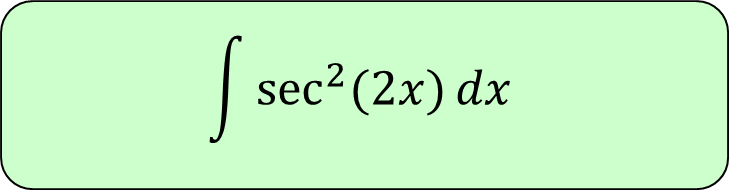 ∫ sec²(2x) dx